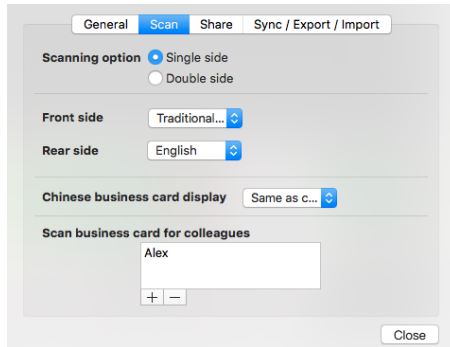 General Scan Share Sync / Export / Import
Scanning option Single side
Double side
Front side Traditional...
Rear side English
Chinese business card display Same as c...
Scan business card for colleagues
Alex
+ −
Close